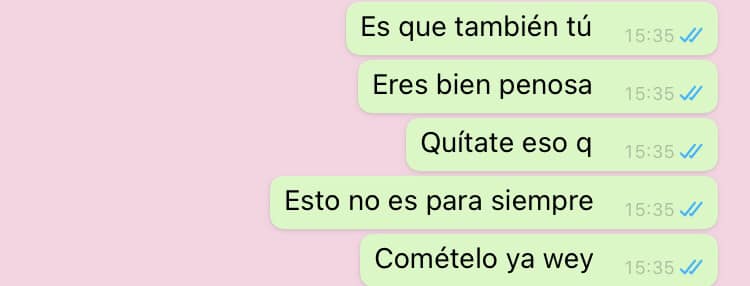 Es que también tú 15:35
Eres bien penosa 15:35
Quítate eso q 15:35
Esto no es para siempre 15:35
Comételo ya wey 15:35